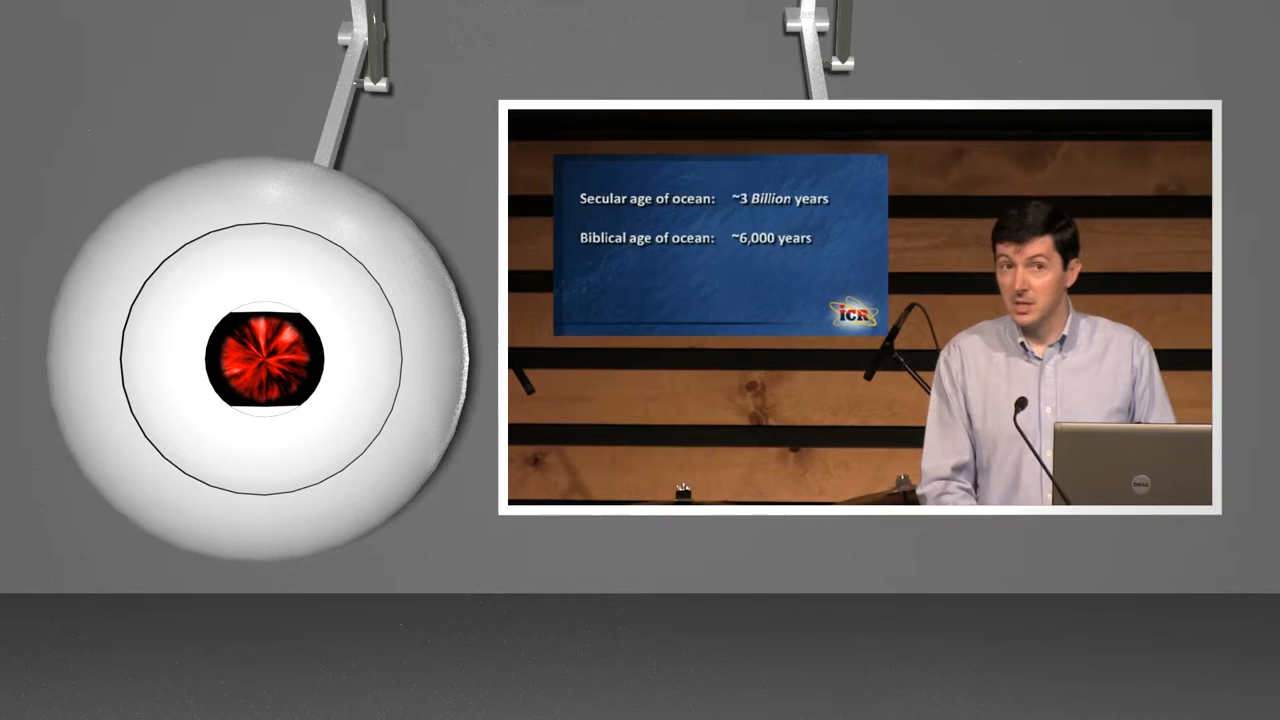 Secular age of ocean: ~3 Billion years
Biblical age of ocean: ~6,000 years
ICR
DELL